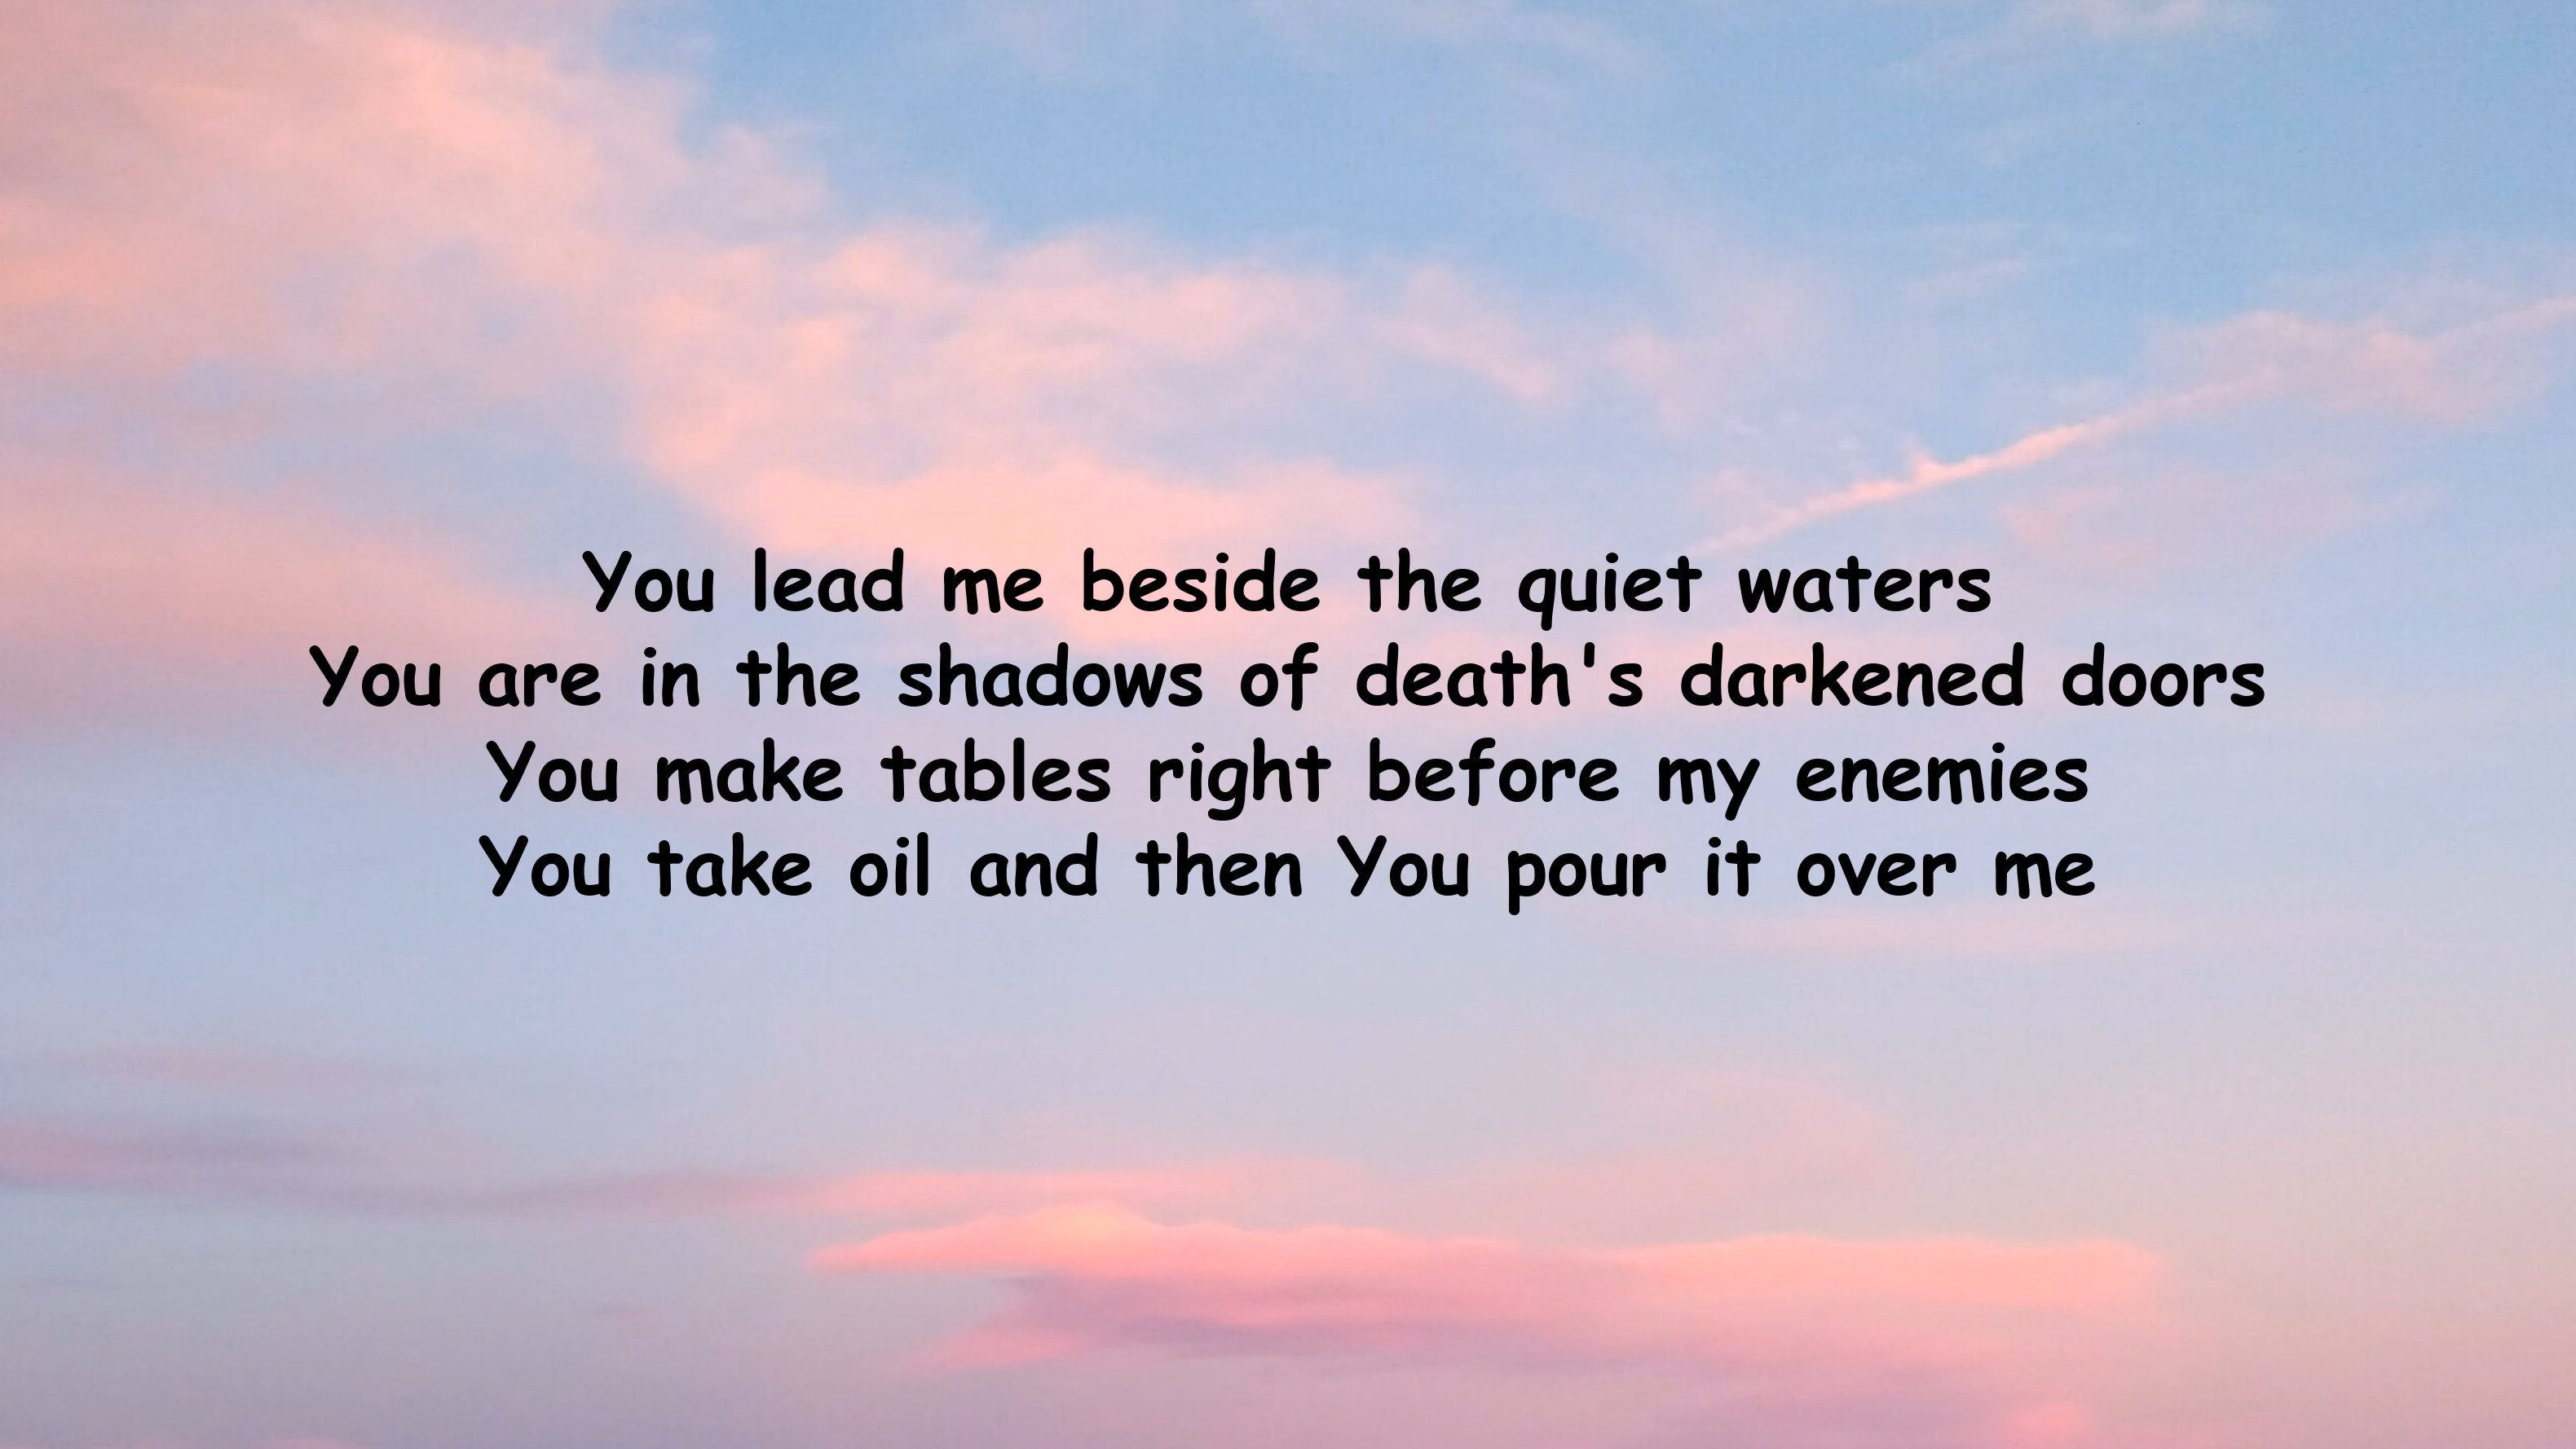 You lead me beside the quiet waters
You are in the shadows of death's darkened doors
You make tables right before my enemies
You take oil and then You pour it over me